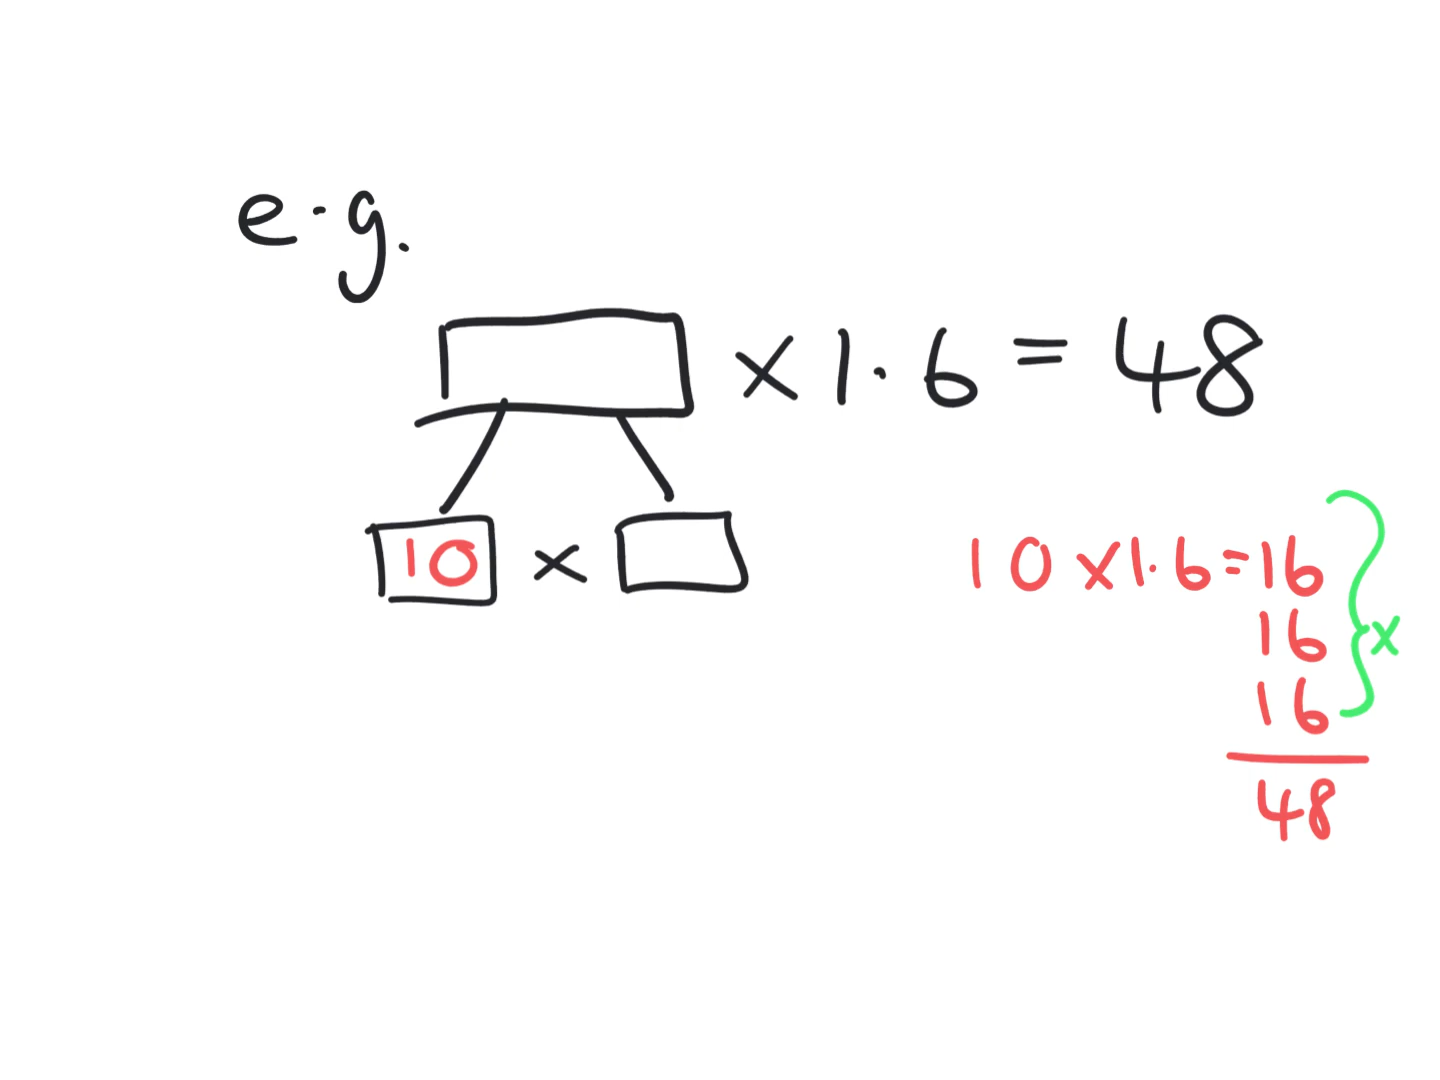 e.g.
× 1.6 = 48
10 ×
10 × 1.6 = 16
16
16 ×
48